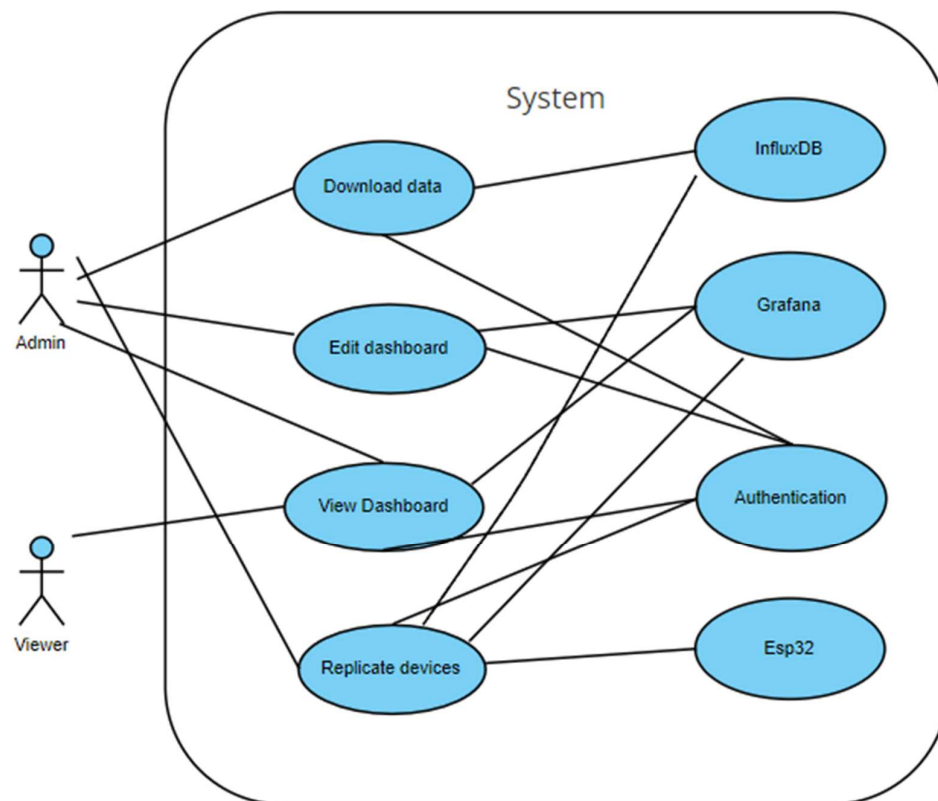 System
Download data
InfluxDB
Admin
Edit dashboard
Grafana
Viewer
View Dashboard
Authentication
Replicate devices
Esp32